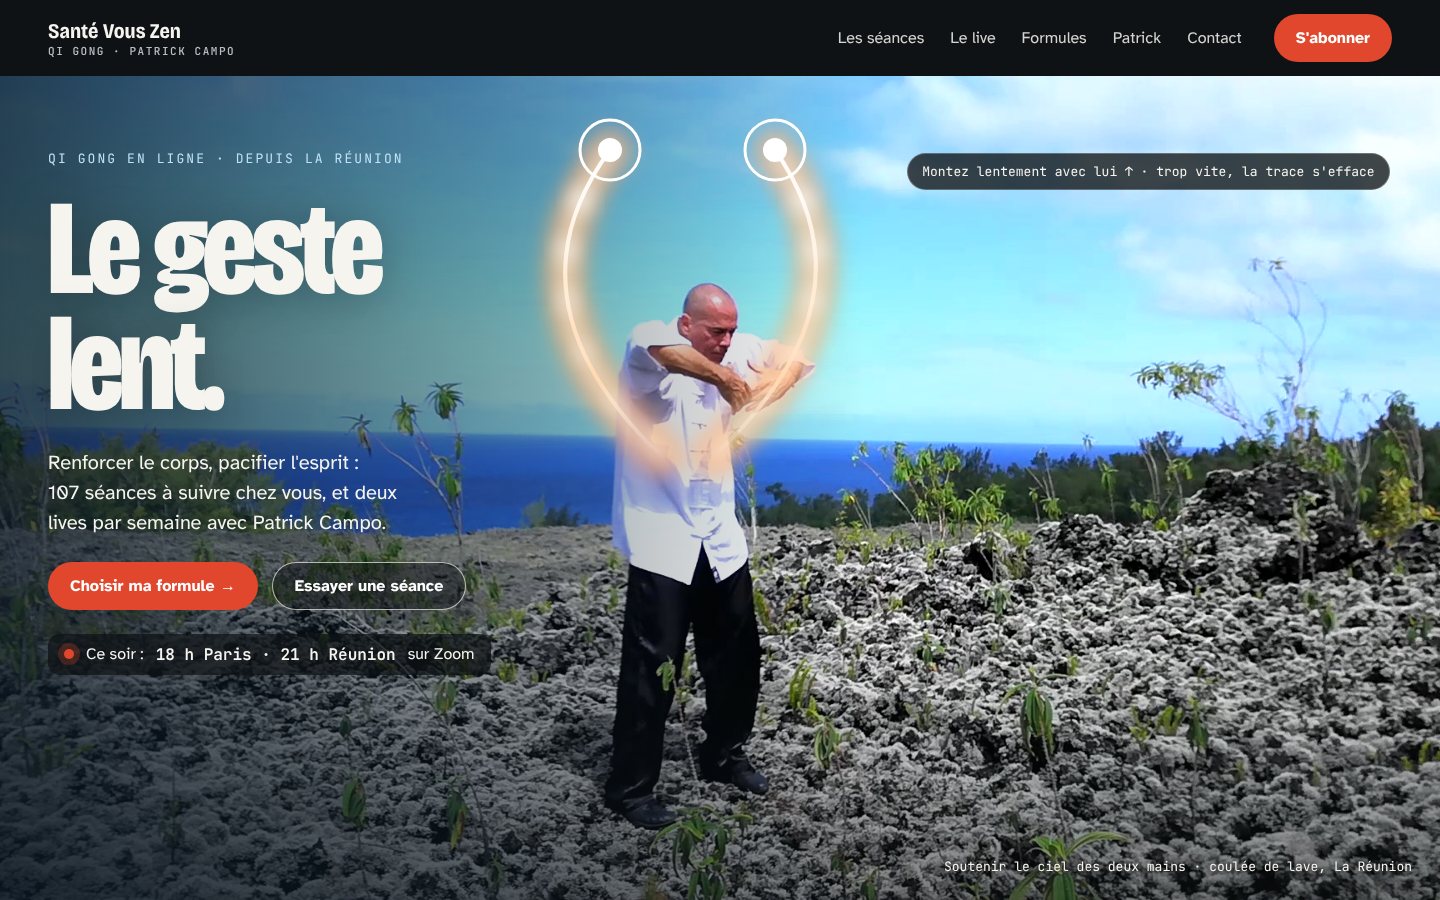 Santé Vous Zen
QI GONG · PATRICK CAMPO
Les séances
Le live
Formules
Patrick
Contact
S'abonner
QI GONG EN LIGNE · DEPUIS LA RÉUNION
Montez lentement avec lui ↑ · trop vite, la trace s'efface
Le geste
lent.
Renforcer le corps, pacifier l'esprit :
107 séances à suivre chez vous, et deux
lives par semaine avec Patrick Campo.
Choisir ma formule →
Essayer une séance
Ce soir : 18 h Paris · 21 h Réunion sur Zoom
Soutenir le ciel des deux mains · coulée de lave, La Réunion